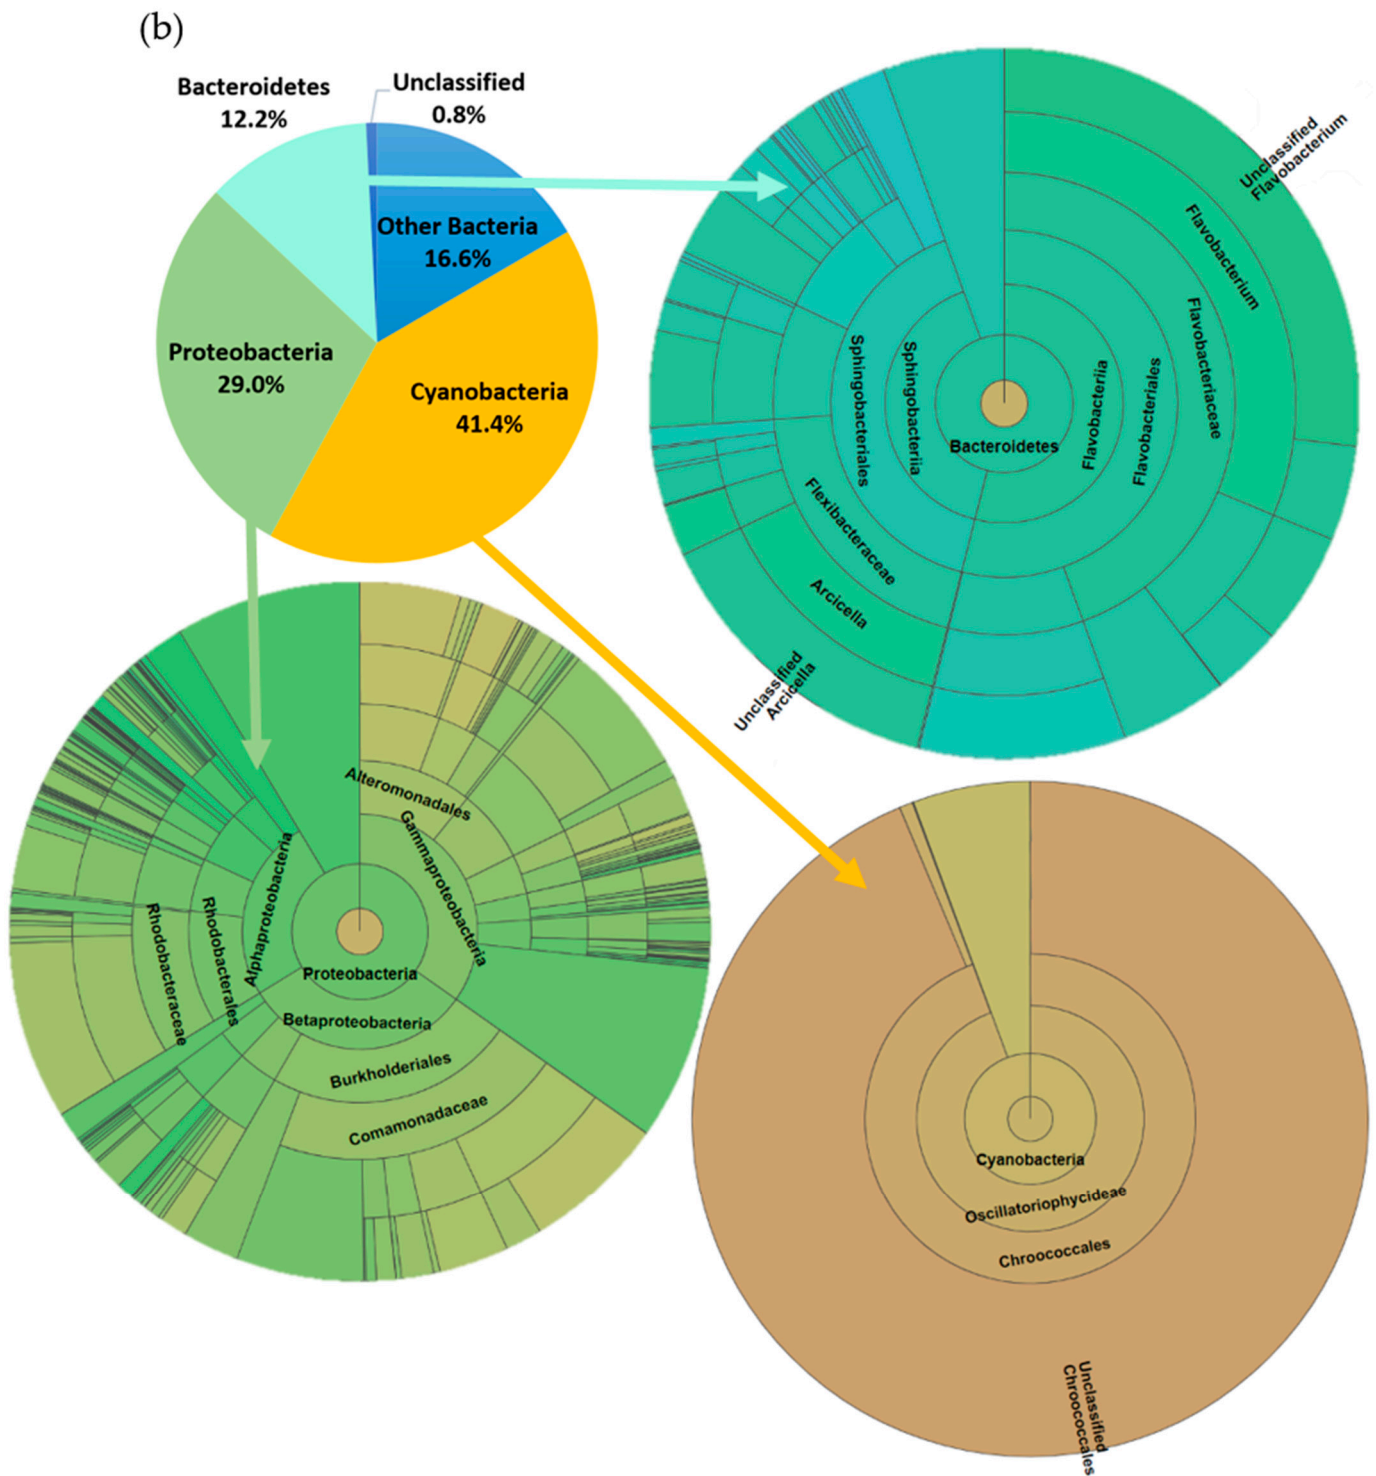 (b)
Bacteroidetes
12.2%
Unclassified
0.8%
Other Bacteria
16.6%
Proteobacteria
29.0%
Cyanobacteria
41.4%
Unclassified
Flavobacterium
Flavobacterium
Flavobacteriaceae
Flavobacteriales
Flavobacteriia
Bacteroidetes
Sphingobacteriia
Sphingobacteriales
Flexibacteraceae
Arcicella
Unclassified
Arcicella
Alteromonadales
Gammaproteobacteria
Alphaproteobacteria
Rhodobacterales
Rhodobacteraceae
Proteobacteria
Betaproteobacteria
Burkholderiales
Comamonadaceae
Cyanobacteria
Oscillatoriophycideae
Chroococcales
Unclassified
Chroococcales